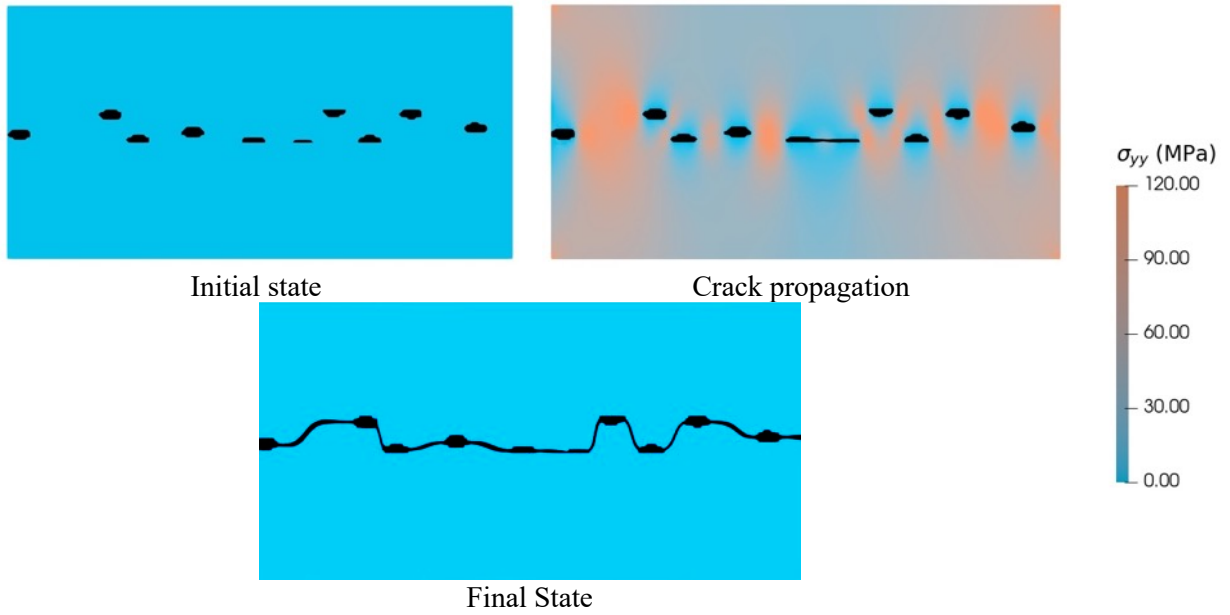 σyy (MPa)
120.00
90.00
60.00
30.00
0.00
Initial state
Crack propagation
Final State